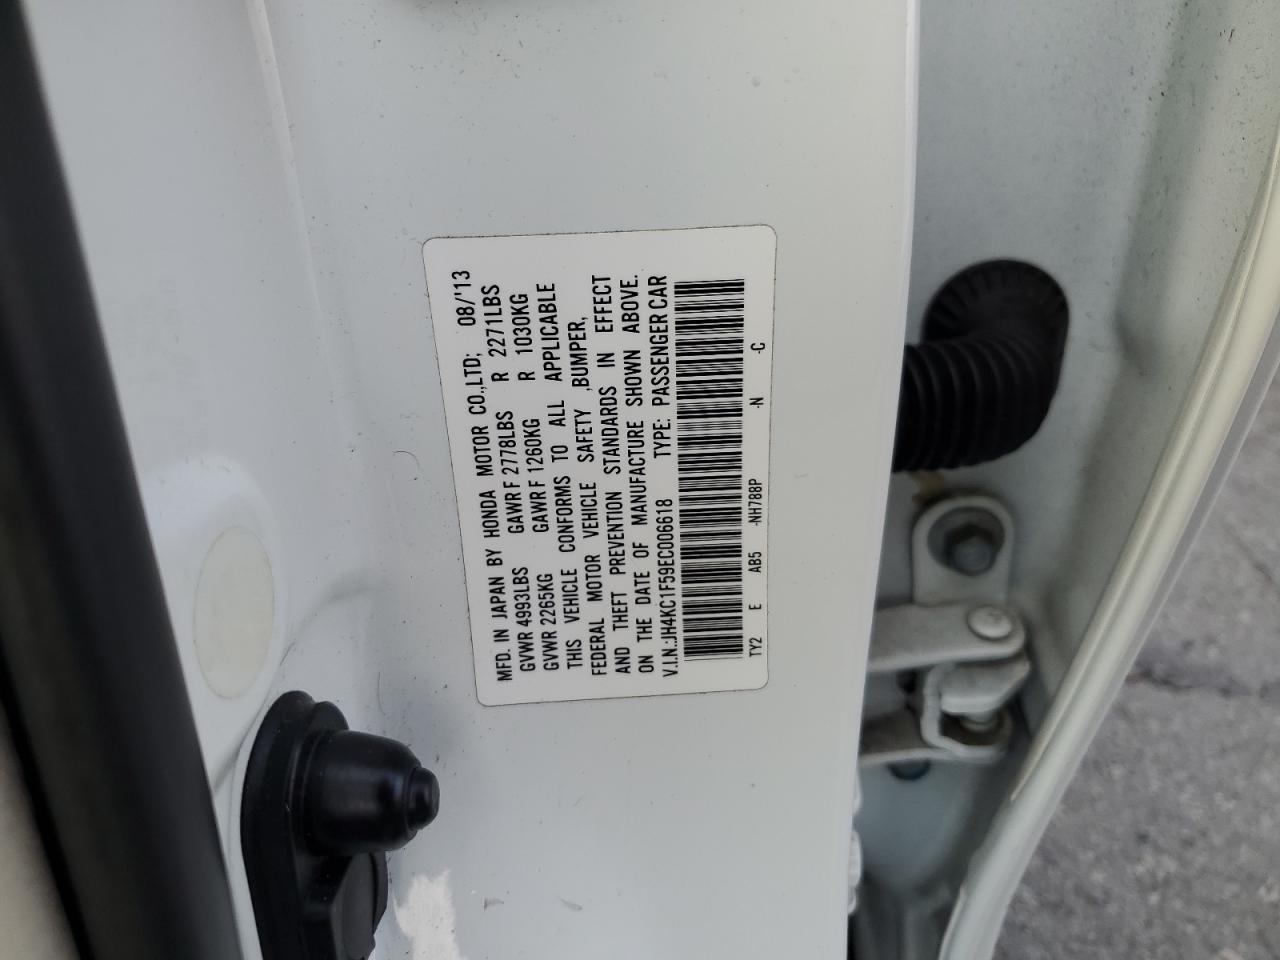 MFD. IN JAPAN BY HONDA MOTOR CO.,LTD; 08/'13
GVWR 4993LBS GAWR F 2778LBS R 2271LBS
GVWR 2265KG GAWR F 1260KG R 1030KG
THIS VEHICLE CONFORMS TO ALL APPLICABLE
FEDERAL MOTOR VEHICLE SAFETY ,BUMPER,
AND THEFT PREVENTION STANDARDS IN EFFECT
ON THE DATE OF MANUFACTURE SHOWN ABOVE.
V.I.N.:JH4KC1F59EC006618 TYPE: PASSENGER CAR
TY2 E AB5 -NH788P -N -C